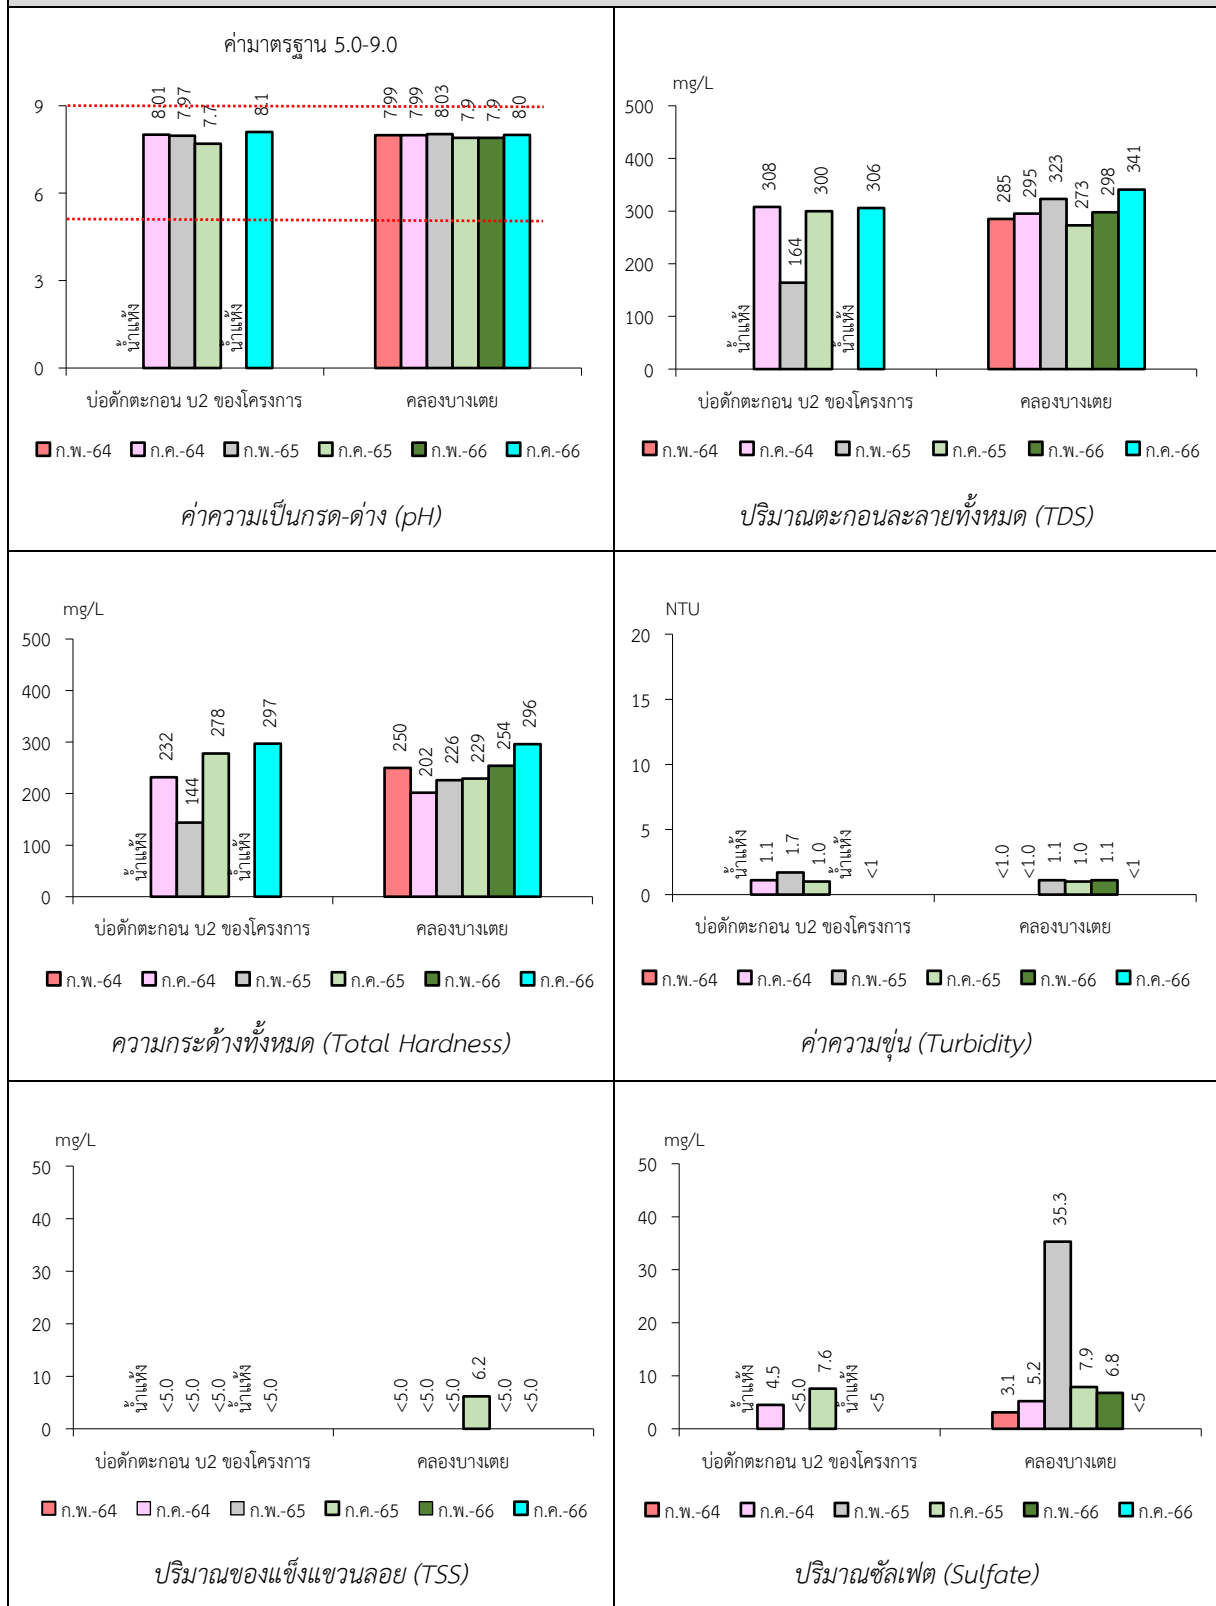 ค่ามาตรฐาน 5.0-9.0
9
6
3
0
น้ำแห้ง
8.01
7.97
7.7
น้ำแห้ง
8.1
7.99
7.99
8.03
7.9
7.9
8.0
บ่อดักตะกอน บ2 ของโครงการ
คลองบางเตย
ก.พ.-64 ก.ค.-64 ก.พ.-65 ก.ค.-65 ก.พ.-66 ก.ค.-66
ค่าความเป็นกรด-ด่าง (pH)
mg/L
500
400
300
200
100
0
น้ำแห้ง
308
164
300
น้ำแห้ง
306
285
295
323
273
298
341
บ่อดักตะกอน บ2 ของโครงการ
คลองบางเตย
ก.พ.-64 ก.ค.-64 ก.พ.-65 ก.ค.-65 ก.พ.-66 ก.ค.-66
ปริมาณตะกอนละลายทั้งหมด (TDS)
mg/L
500
400
300
200
100
0
น้ำแห้ง
232
144
278
น้ำแห้ง
297
250
202
226
229
254
296
บ่อดักตะกอน บ2 ของโครงการ
คลองบางเตย
ก.พ.-64 ก.ค.-64 ก.พ.-65 ก.ค.-65 ก.พ.-66 ก.ค.-66
ความกระด้างทั้งหมด (Total Hardness)
NTU
20
15
10
5
0
น้ำแห้ง
1.1
1.7
1.0
น้ำแห้ง
<1
<1.0
<1.0
1.1
1.0
1.1
<1
บ่อดักตะกอน บ2 ของโครงการ
คลองบางเตย
ก.พ.-64 ก.ค.-64 ก.พ.-65 ก.ค.-65 ก.พ.-66 ก.ค.-66
ค่าความขุ่น (Turbidity)
mg/L
50
40
30
20
10
0
น้ำแห้ง
<5.0
<5.0
<5.0
น้ำแห้ง
<5.0
<5.0
<5.0
<5.0
6.2
<5.0
<5.0
บ่อดักตะกอน บ2 ของโครงการ
คลองบางเตย
ก.พ.-64 ก.ค.-64 ก.พ.-65 ก.ค.-65 ก.พ.-66 ก.ค.-66
ปริมาณของแข็งแขวนลอย (TSS)
mg/L
50
40
30
20
10
0
น้ำแห้ง
4.5
<5.0
7.6
น้ำแห้ง
<5
3.1
5.2
35.3
7.9
6.8
<5
บ่อดักตะกอน บ2 ของโครงการ
คลองบางเตย
ก.พ.-64 ก.ค.-64 ก.พ.-65 ก.ค.-65 ก.พ.-66 ก.ค.-66
ปริมาณซัลเฟต (Sulfate)